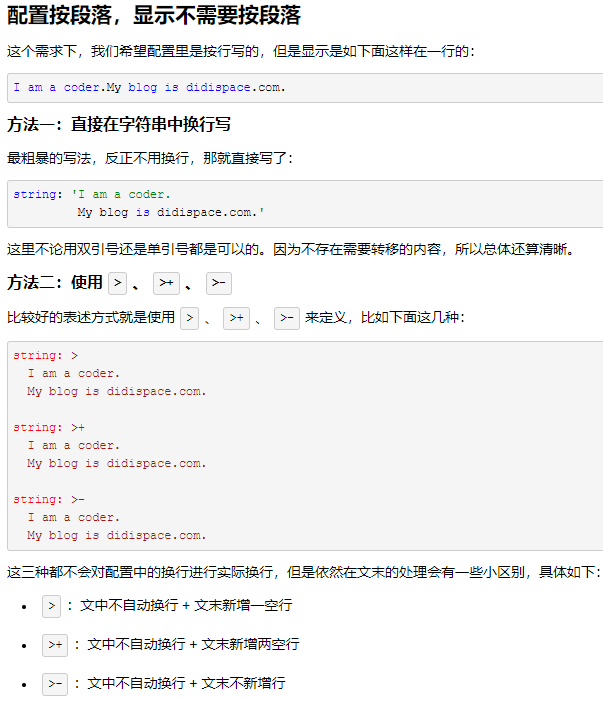 配置按段落，显示不需要按段落
这个需求下，我们希望配置里是按行写的，但是显示是如下面这样在一行的：
I am a coder.My blog is didispace.com.
方法一：直接在字符串中换行写
最粗暴的写法，反正不用换行，那就直接写了：
string: 'I am a coder.
My blog is didispace.com.'
这里不论用双引号还是单引号都是可以的。因为不存在需要转移的内容，所以总体还算清晰。
方法二：使用 > 、 >+ 、 >-
比较好的表述方式就是使用 > 、 >+ 、 >- 来定义，比如下面这几种：
string: >
I am a coder.
My blog is didispace.com.
string: >+
I am a coder.
My blog is didispace.com.
string: >-
I am a coder.
My blog is didispace.com.
这三种都不会对配置中的换行进行实际换行，但是依然在文末的处理会有一些小区别，具体如下：
• > ：文中不自动换行 + 文末新增一空行
• >+ ：文中不自动换行 + 文末新增两空行
• >- ：文中不自动换行 + 文末不新增行